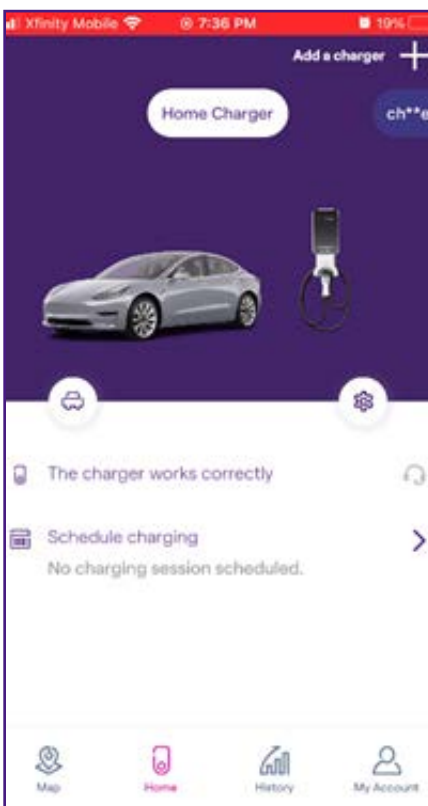 Xfinity Mobile 7:36 PM 19%
Add a charger
Home Charger ch**e
The charger works correctly
Schedule charging
No charging session scheduled.
Map Home History My Account